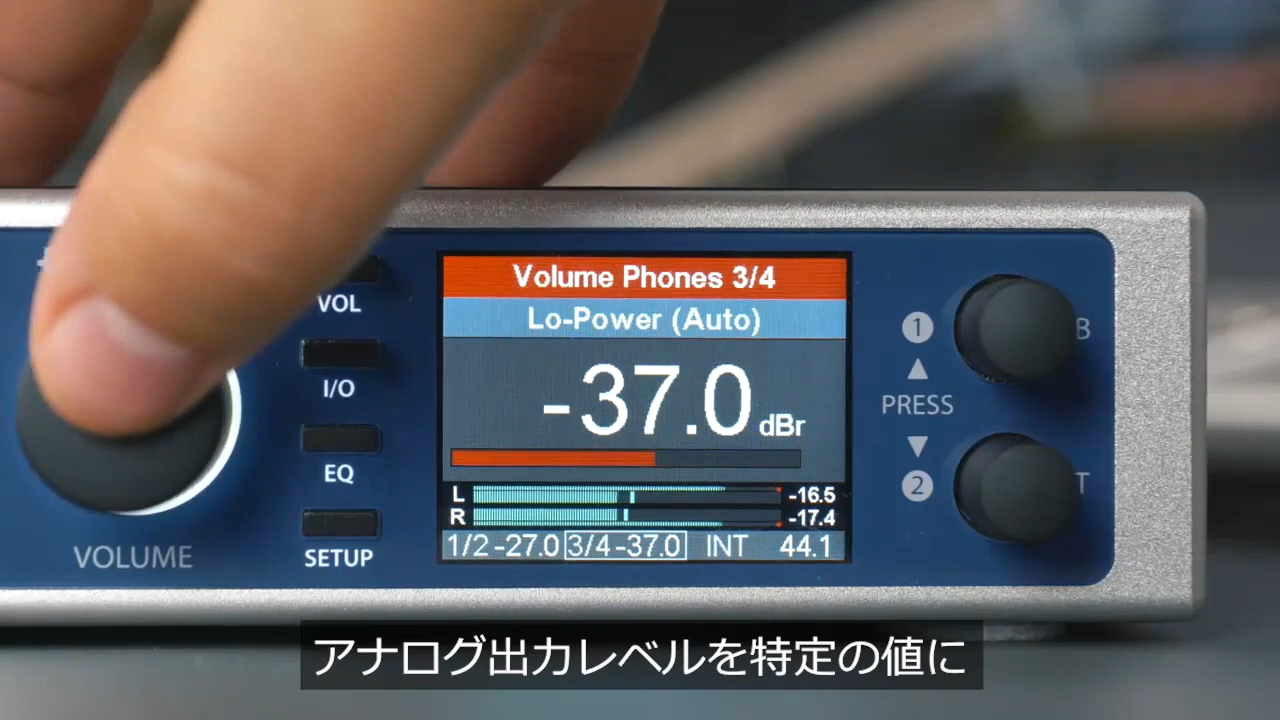 VOL
I/O
EQ
SETUP
VOLUME
Volume Phones 3/4
Lo-Power (Auto)
-37.0 dBr
L -16.5
R -17.4
1/2 -27.0 3/4 -37.0 INT 44.1
1 B
PRESS
2 T
アナログ出力レベルを特定の値に